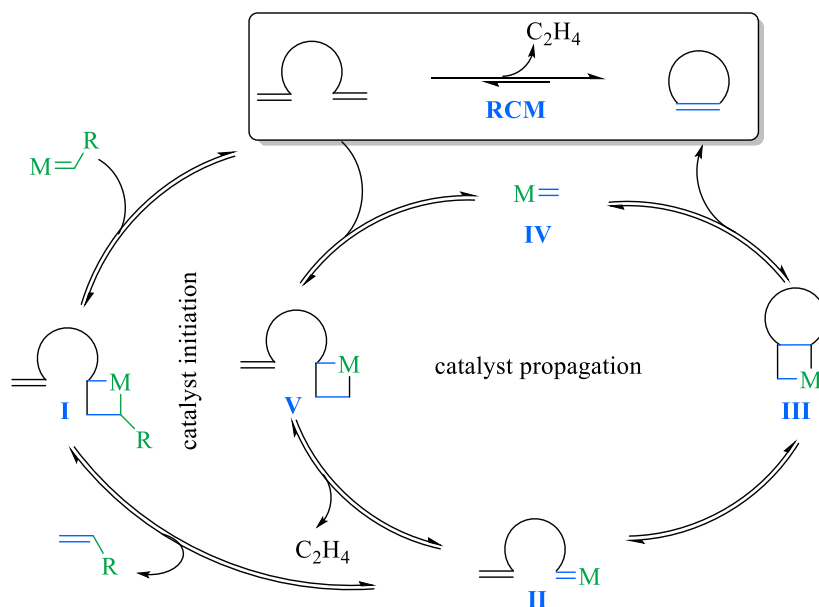 C₂H₄
RCM
R
M
M
IV
catalyst initiation
M
I
R
M
V
catalyst propagation
M
III
R
C₂H₄
M
II